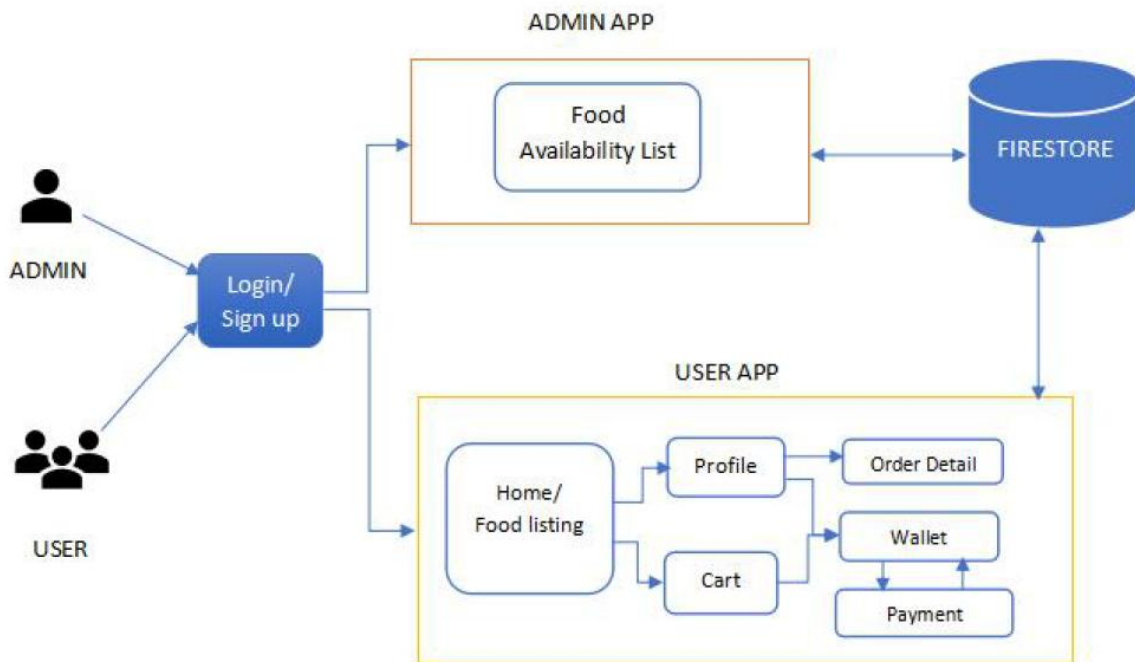 ADMIN APP
Food
Availability List
FIRESTORE
ADMIN
Login/
Sign up
USER
USER APP
Home/
Food listing
Profile
Order Detail
Cart
Wallet
Payment